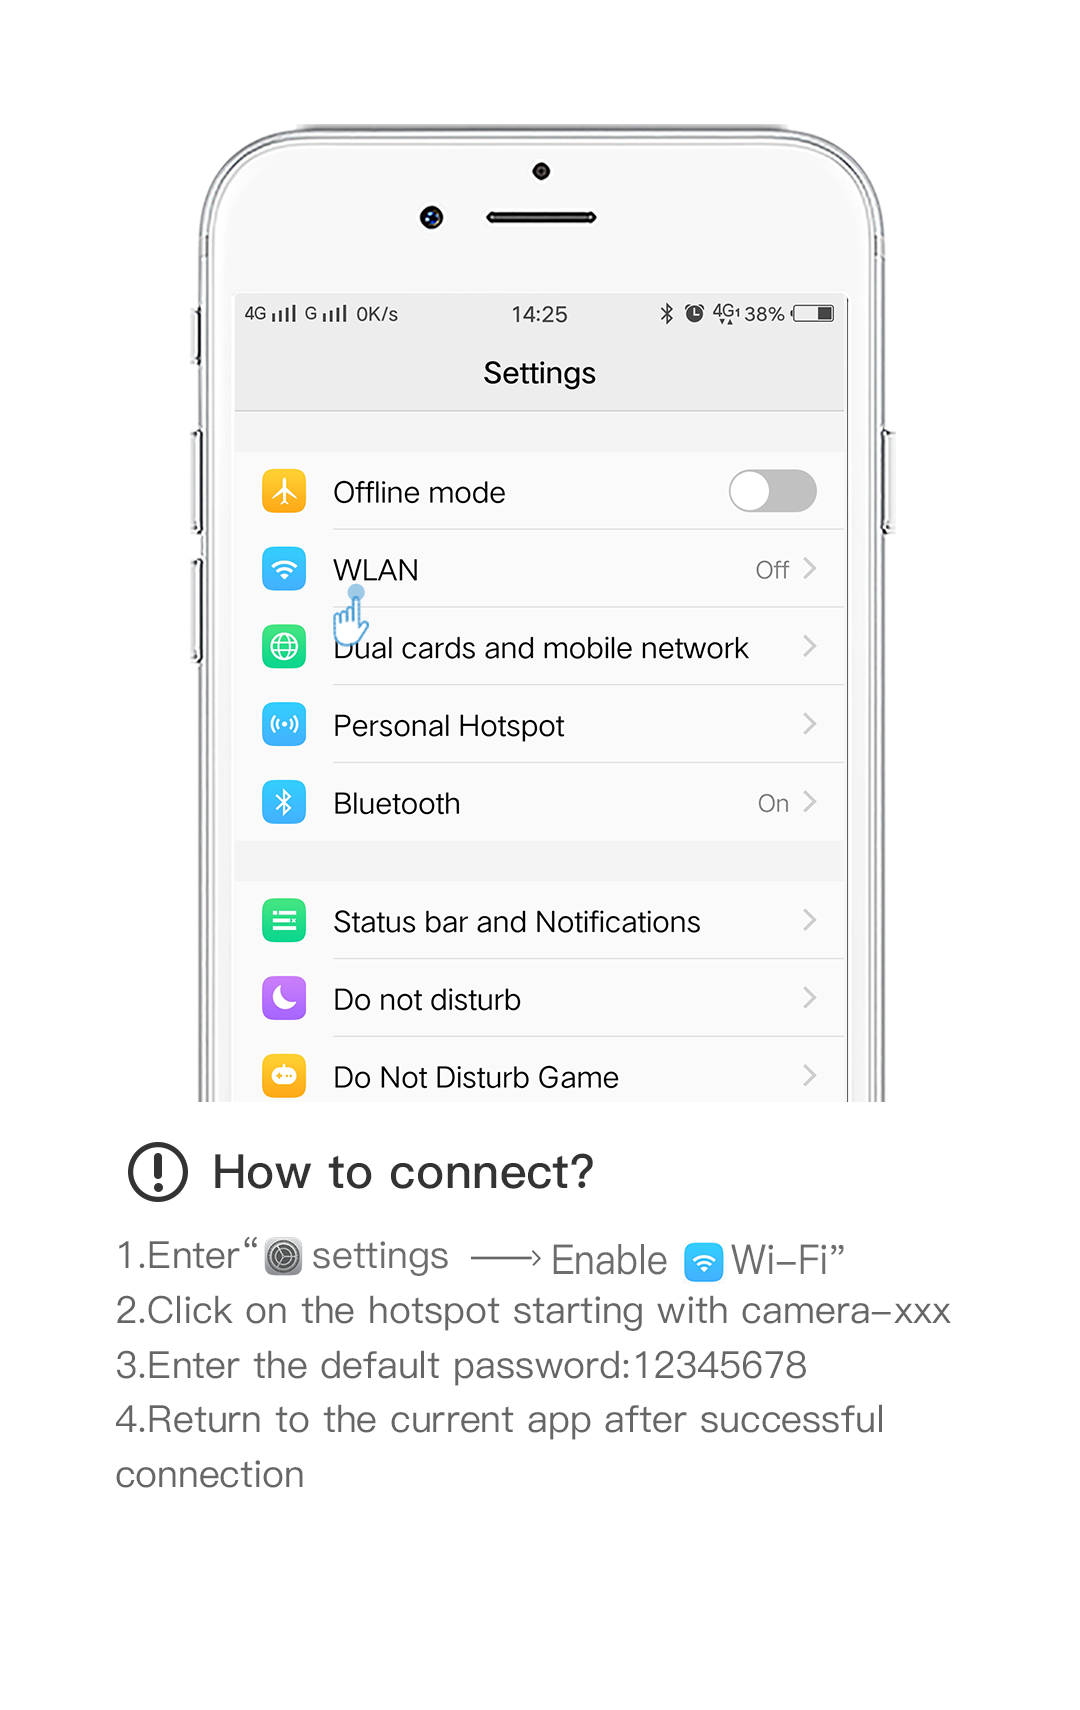 4G G 0K/s 14:25 4G1 38%
Settings
Offline mode
WLAN Off
Dual cards and mobile network
Personal Hotspot
Bluetooth On
Status bar and Notifications
Do not disturb
Do Not Disturb Game
How to connect?
1.Enter“ settings ⟶ Enable Wi–Fi”
2.Click on the hotspot starting with camera–xxx
3.Enter the default password:12345678
4.Return to the current app after successful
connection